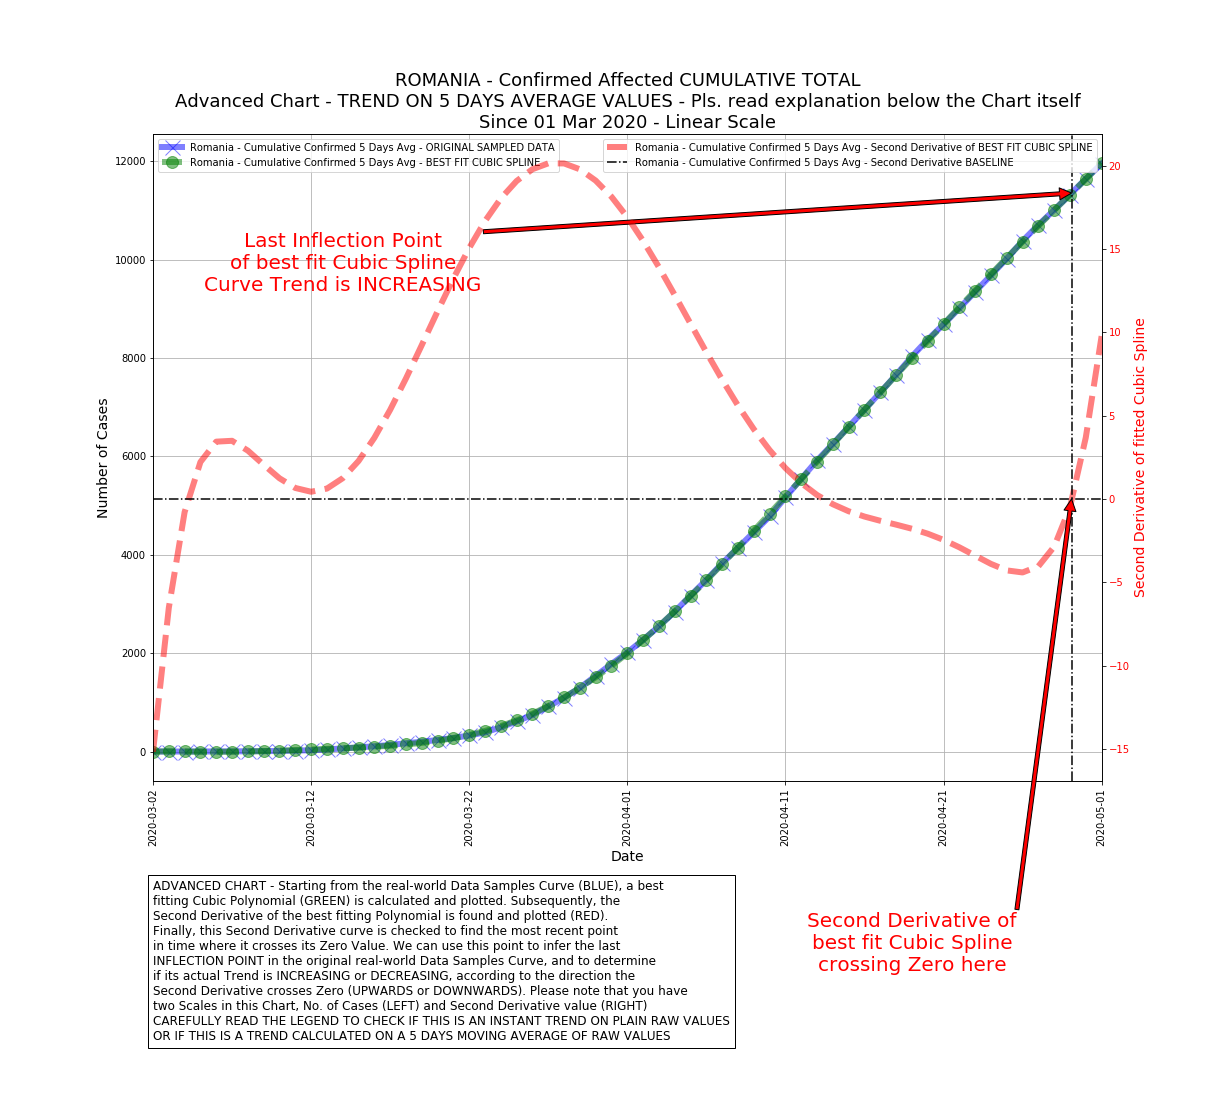 ROMANIA - Confirmed Affected CUMULATIVE TOTAL
Advanced Chart - TREND ON 5 DAYS AVERAGE VALUES - Pls. read explanation below the Chart itself
Since 01 Mar 2020 - Linear Scale
Romania - Cumulative Confirmed 5 Days Avg - ORIGINAL SAMPLED DATA
Romania - Cumulative Confirmed 5 Days Avg - BEST FIT CUBIC SPLINE
Romania - Cumulative Confirmed 5 Days Avg - Second Derivative of BEST FIT CUBIC SPLINE
Romania - Cumulative Confirmed 5 Days Avg - Second Derivative BASELINE
Last Inflection Point
of best fit Cubic Spline
Curve Trend is INCREASING
Number of Cases
12000
10000
8000
6000
4000
2000
0
Second Derivative of fitted Cubic Spline
20
15
10
5
0
−5
−10
−15
2020-03-02
2020-03-12
2020-03-22
2020-04-01
2020-04-11
2020-04-21
2020-05-01
Date
Second Derivative of
best fit Cubic Spline
crossing Zero here
ADVANCED CHART - Starting from the real-world Data Samples Curve (BLUE), a best
fitting Cubic Polynomial (GREEN) is calculated and plotted. Subsequently, the
Second Derivative of the best fitting Polynomial is found and plotted (RED).
Finally, this Second Derivative curve is checked to find the most recent point
in time where it crosses its Zero Value. We can use this point to infer the last
INFLECTION POINT in the original real-world Data Samples Curve, and to determine
if its actual Trend is INCREASING or DECREASING, according to the direction the
Second Derivative crosses Zero (UPWARDS or DOWNWARDS). Please note that you have
two Scales in this Chart, No. of Cases (LEFT) and Second Derivative value (RIGHT)
CAREFULLY READ THE LEGEND TO CHECK IF THIS IS AN INSTANT TREND ON PLAIN RAW VALUES
OR IF THIS IS A TREND CALCULATED ON A 5 DAYS MOVING AVERAGE OF RAW VALUES